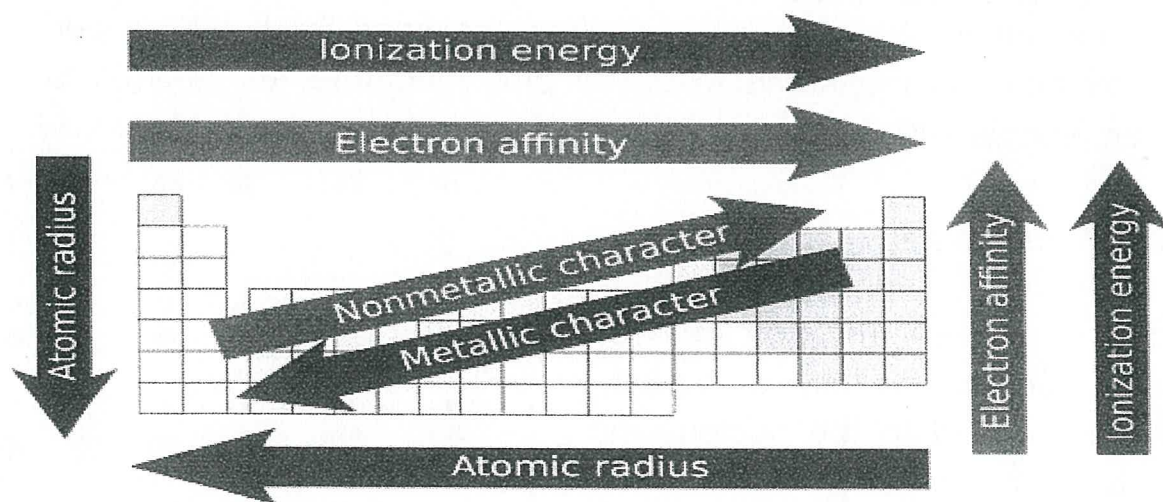 Ionization energy
Electron affinity
Atomic radius
Nonmetallic character
Metallic character
Electron affinity
Ionization energy
Atomic radius